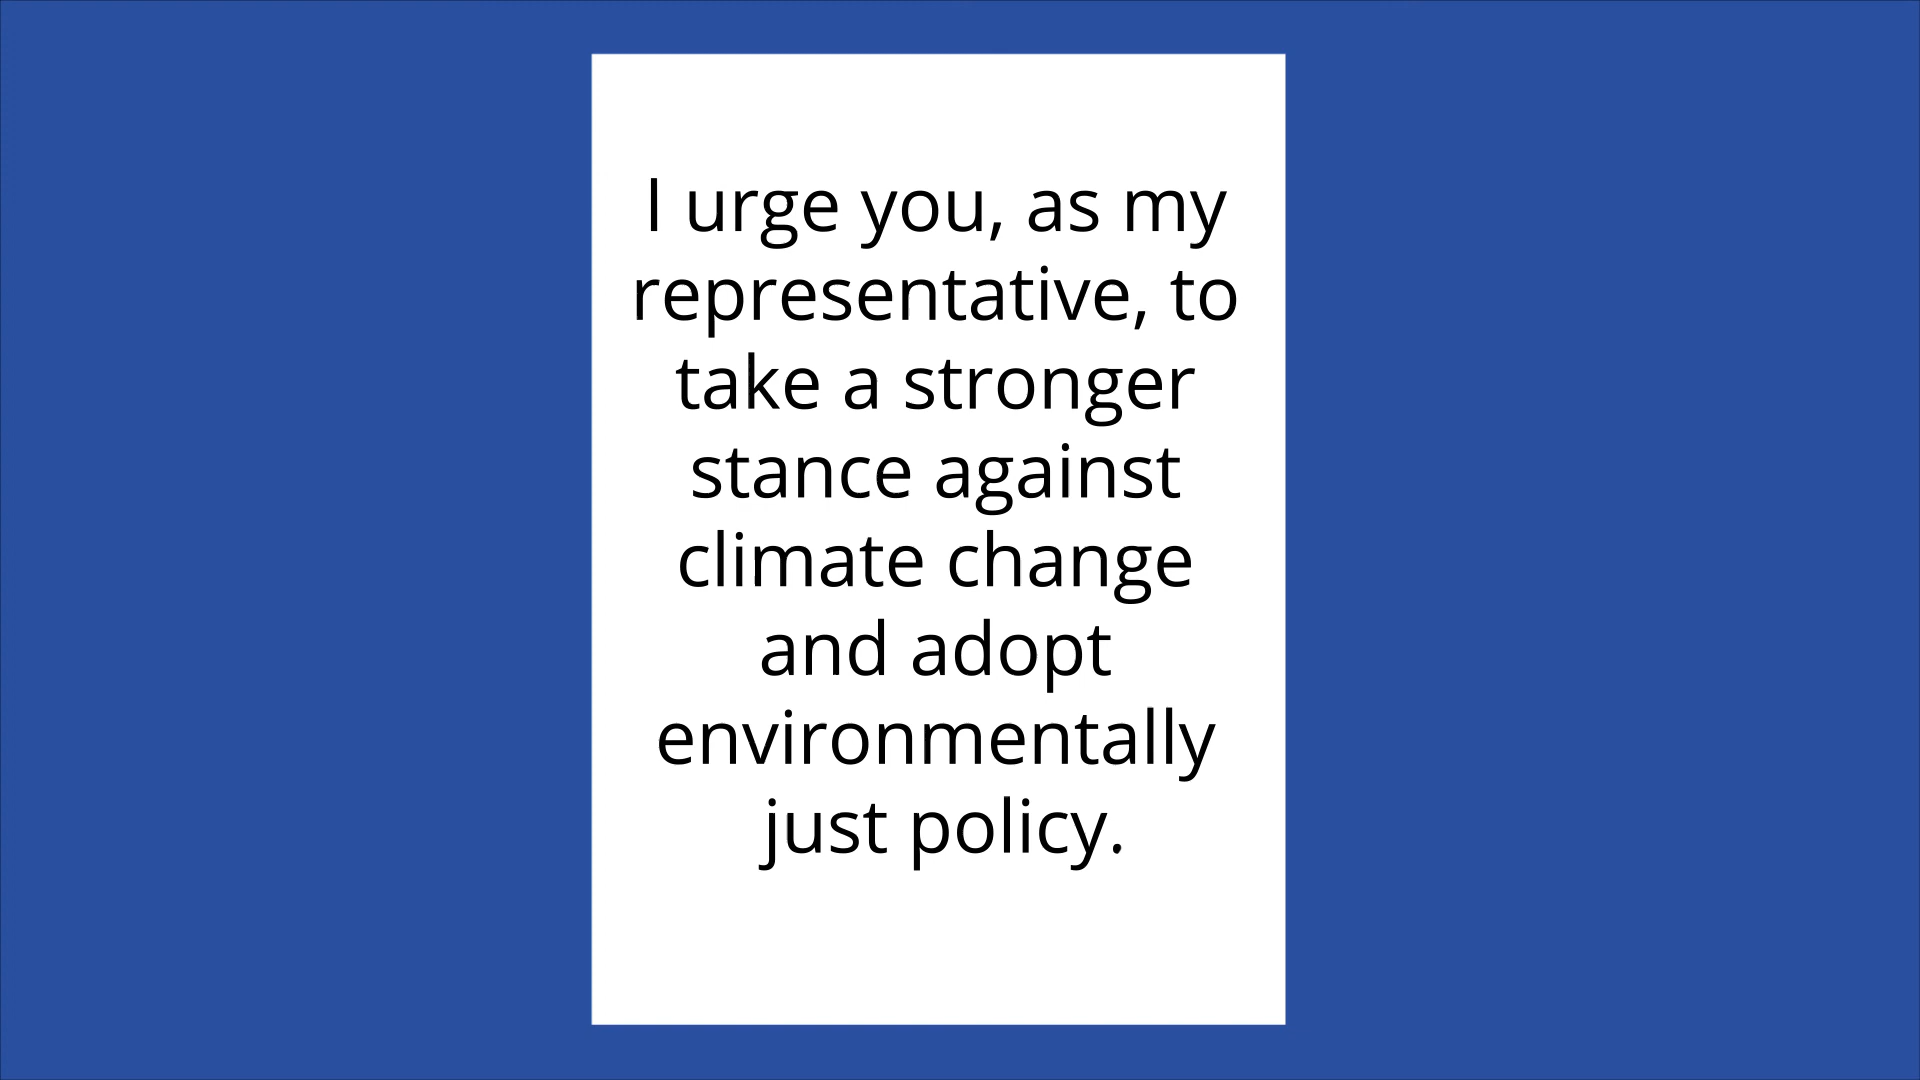 I urge you, as my
representative, to
take a stronger
stance against
climate change
and adopt
environmentally
just policy.